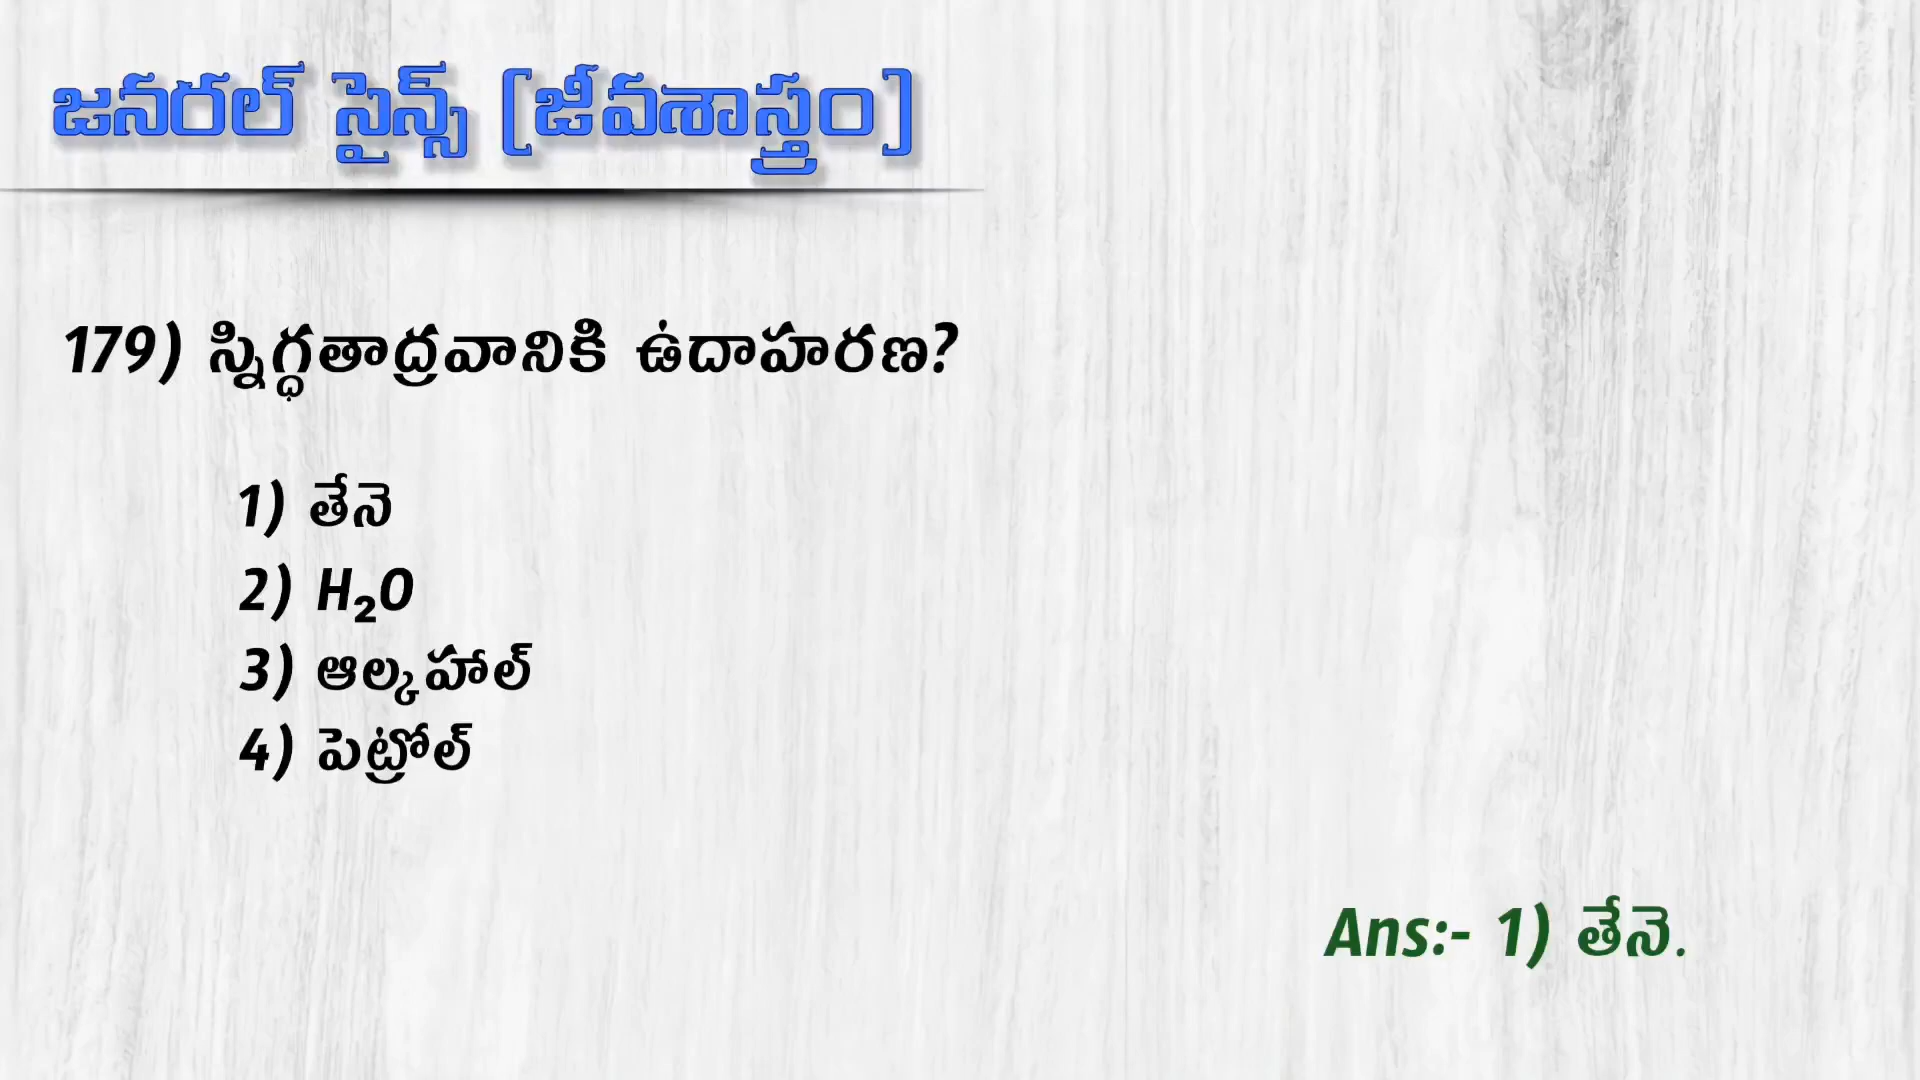 జనరల్ సైన్స్ [జీవశాస్త్రం]
179) స్నిగ్ధతాద్రవానికి ఉదాహరణ?
1) తేనె
2) H₂O
3) ఆల్కహాల్
4) పెట్రోల్
Ans:- 1) తేనె.